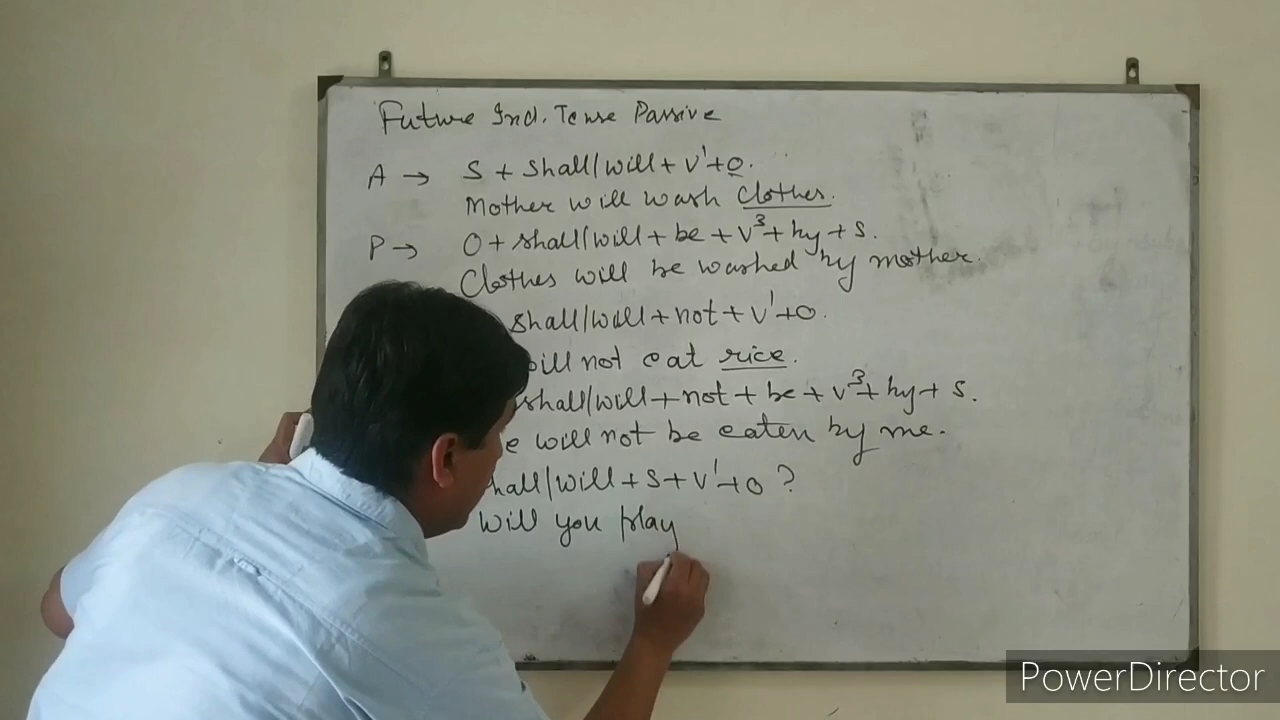 Future Ind. Tense Passive
A → S + shall/will + V¹ + O.
Mother will wash clothes.
P → O + shall/will + be + V³ + by + S.
Clothes will be washed by mother.
shall/will + not + V¹ + O.
will not eat rice.
shall/will + not + be + V³ + by + S.
e will not be eaten by me.
hall/will + S + V¹ + O ?
Will you play
PowerDirector